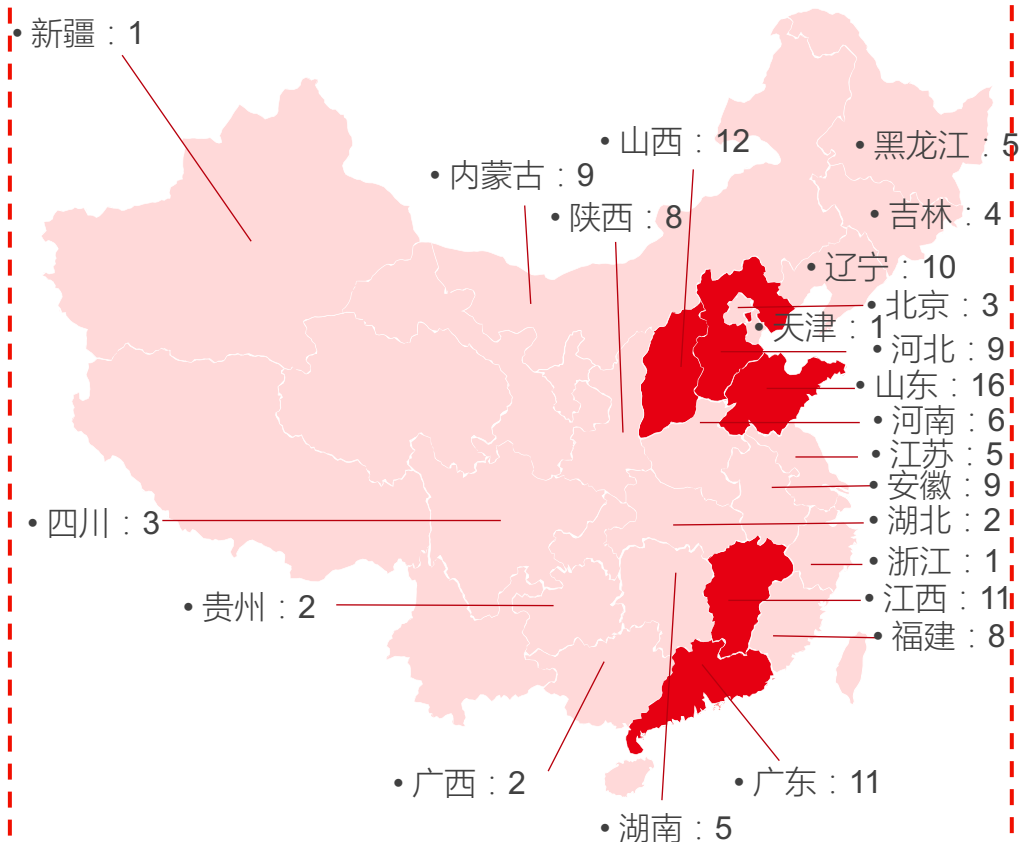 • 新疆：1
• 山西：12
• 黑龙江：5
• 内蒙古：9
• 陕西：8
• 吉林：4
• 辽宁：10
• 北京：3
• 天津：1
• 河北：9
• 山东：16
• 河南：6
• 江苏：5
• 安徽：9
• 湖北：2
• 四川：3
• 浙江：1
• 江西：11
• 贵州：2
• 福建：8
• 广西：2
• 广东：11
• 湖南：5